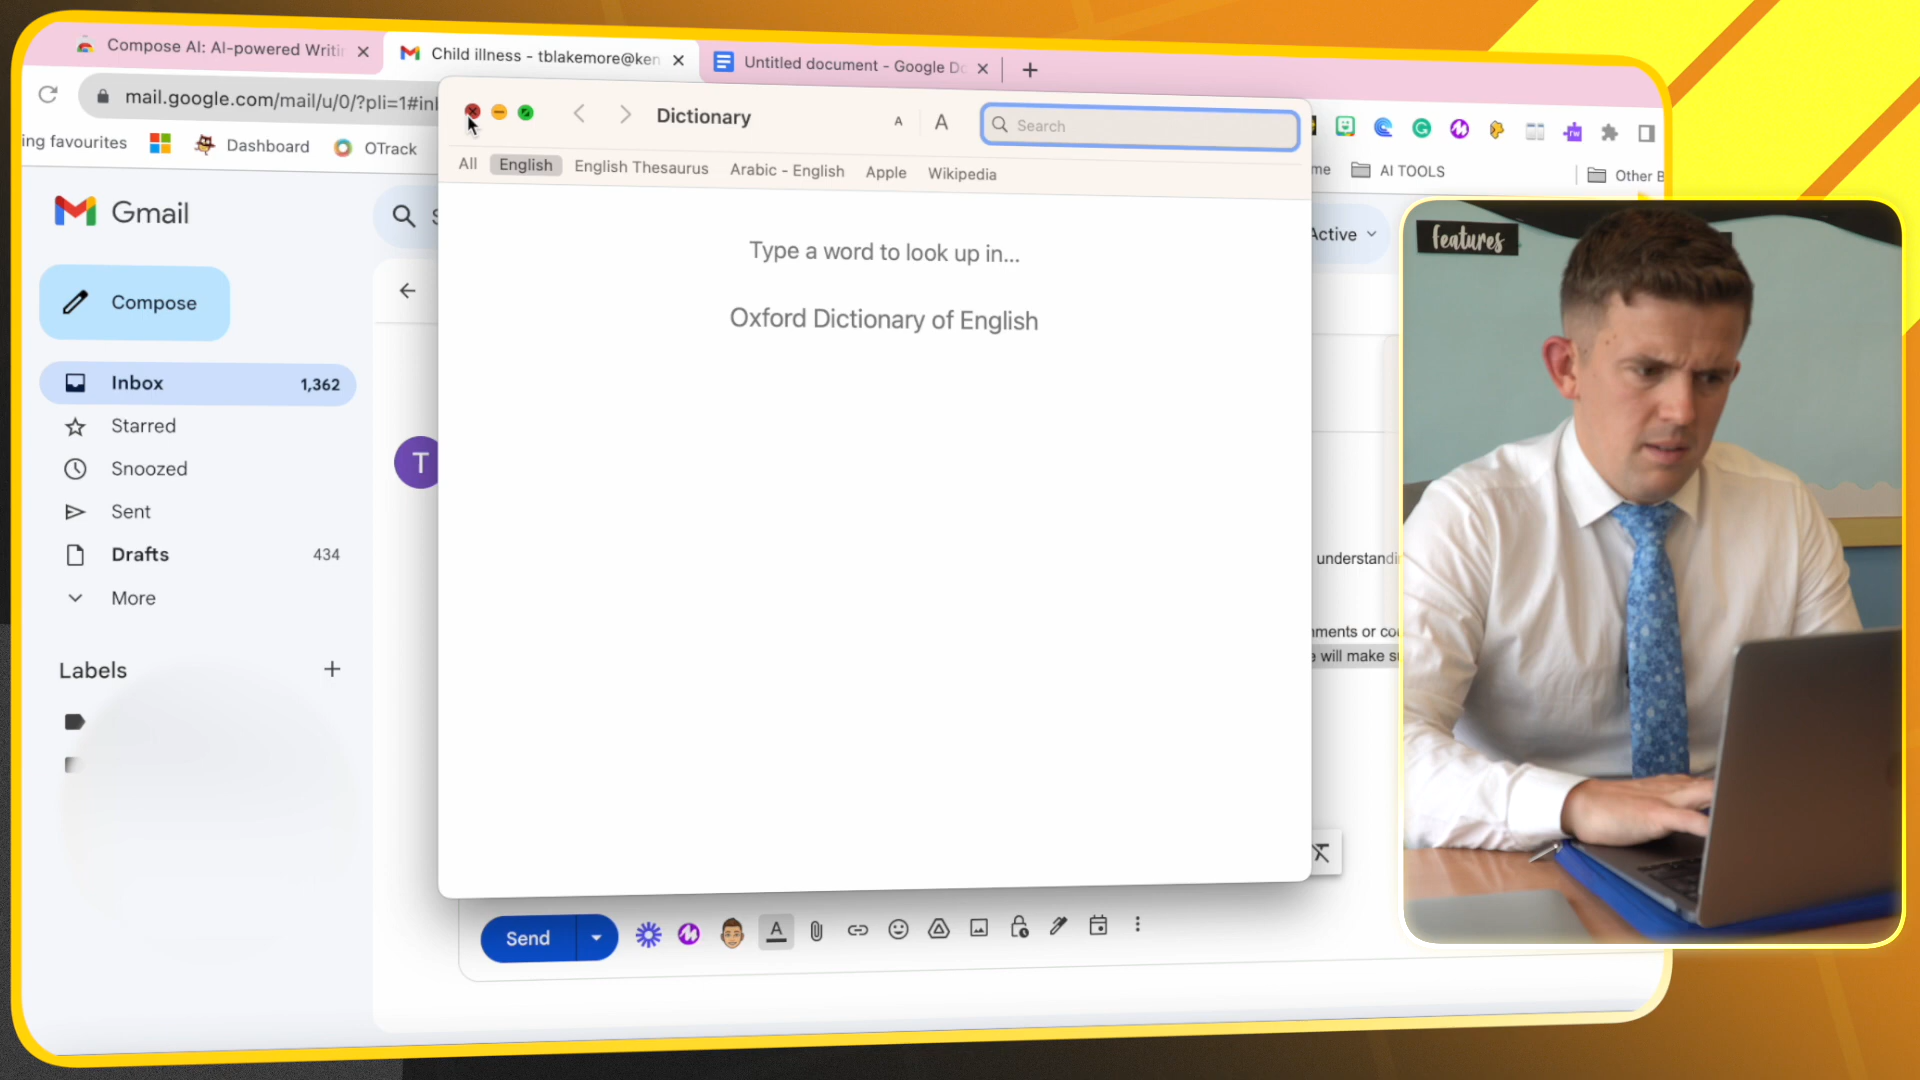 Compose AI: AI-powered Writi
Child illness - tblakemore@ken
Untitled document - Google Do
mail.google.com/mail/u/0/?pli=1#in
ing favourites
Dashboard
OTrack
AI TOOLS
Other B
Dictionary
A
A
Search
All
English
English Thesaurus
Arabic - English
Apple
Wikipedia
Type a word to look up in...
Oxford Dictionary of English
Gmail
Compose
Inbox
1,362
Starred
Snoozed
Sent
Drafts
434
More
Labels
T
Active
understandi
ments or co
will make s
Send
A
features